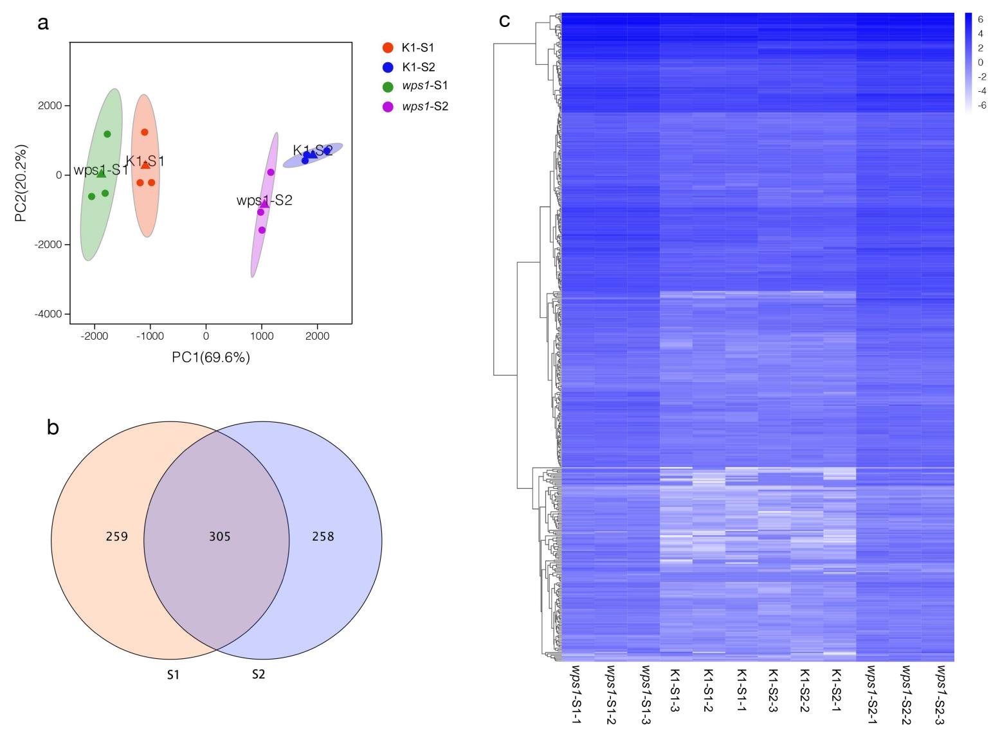 a
K1-S1
K1-S2
wps1-S1
wps1-S2
2000
0
-2000
-4000
PC2(20.2%)
wps1-S1
K1-S1
K1-S2
wps1-S2
-2000
-1000
0
1000
2000
PC1(69.6%)
b
259
305
258
S1
S2
c
6
4
2
0
-2
-4
-6
wps1-S1-1
wps1-S1-2
wps1-S1-3
K1-S1-3
K1-S1-2
K1-S1-1
K1-S2-3
K1-S2-2
K1-S2-1
wps1-S2-1
wps1-S2-2
wps1-S2-3